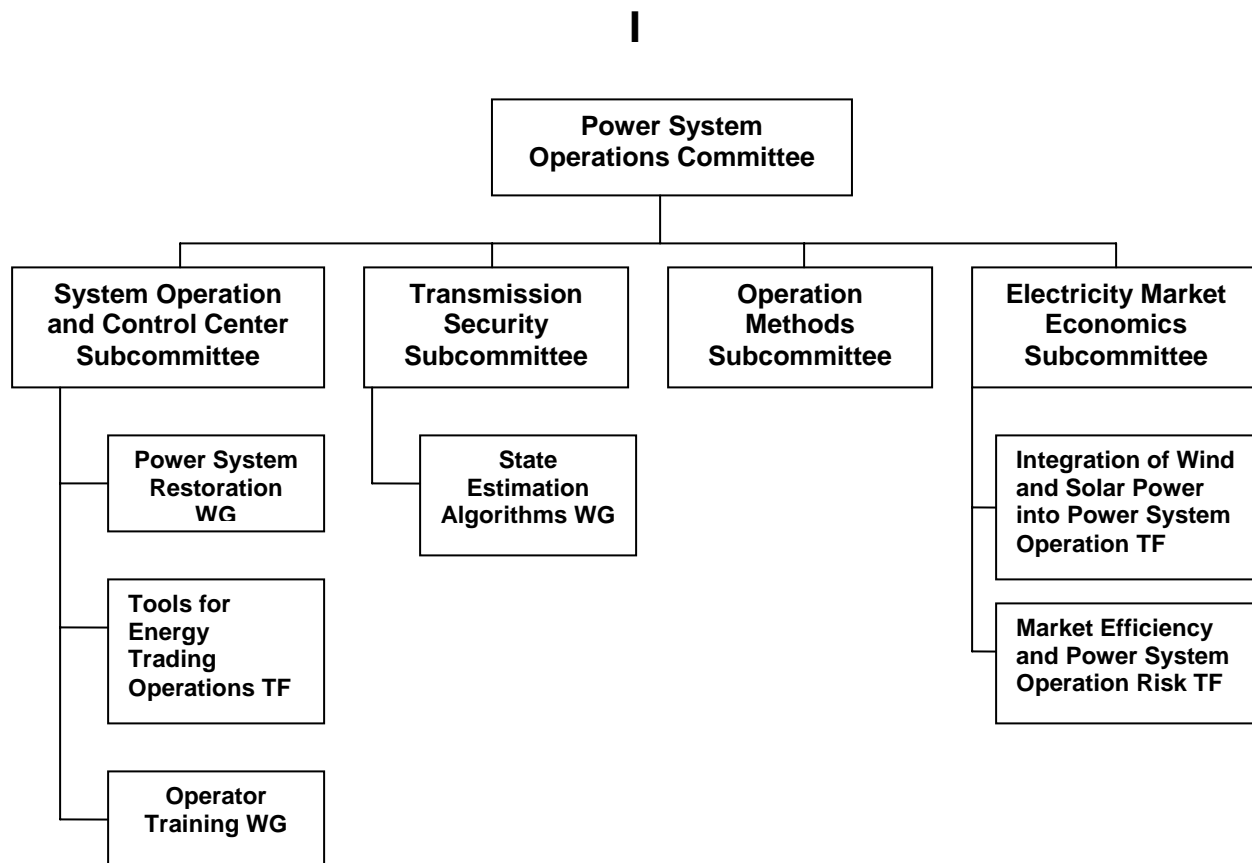 I
Power System
Operations Committee
System Operation
and Control Center
Subcommittee
Transmission
Security
Subcommittee
Operation
Methods
Subcommittee
Electricity Market
Economics
Subcommittee
Power System
Restoration
WG
State
Estimation
Algorithms WG
Integration of Wind
and Solar Power
into Power System
Operation TF
Tools for
Energy
Trading
Operations TF
Market Efficiency
and Power System
Operation Risk TF
Operator
Training WG